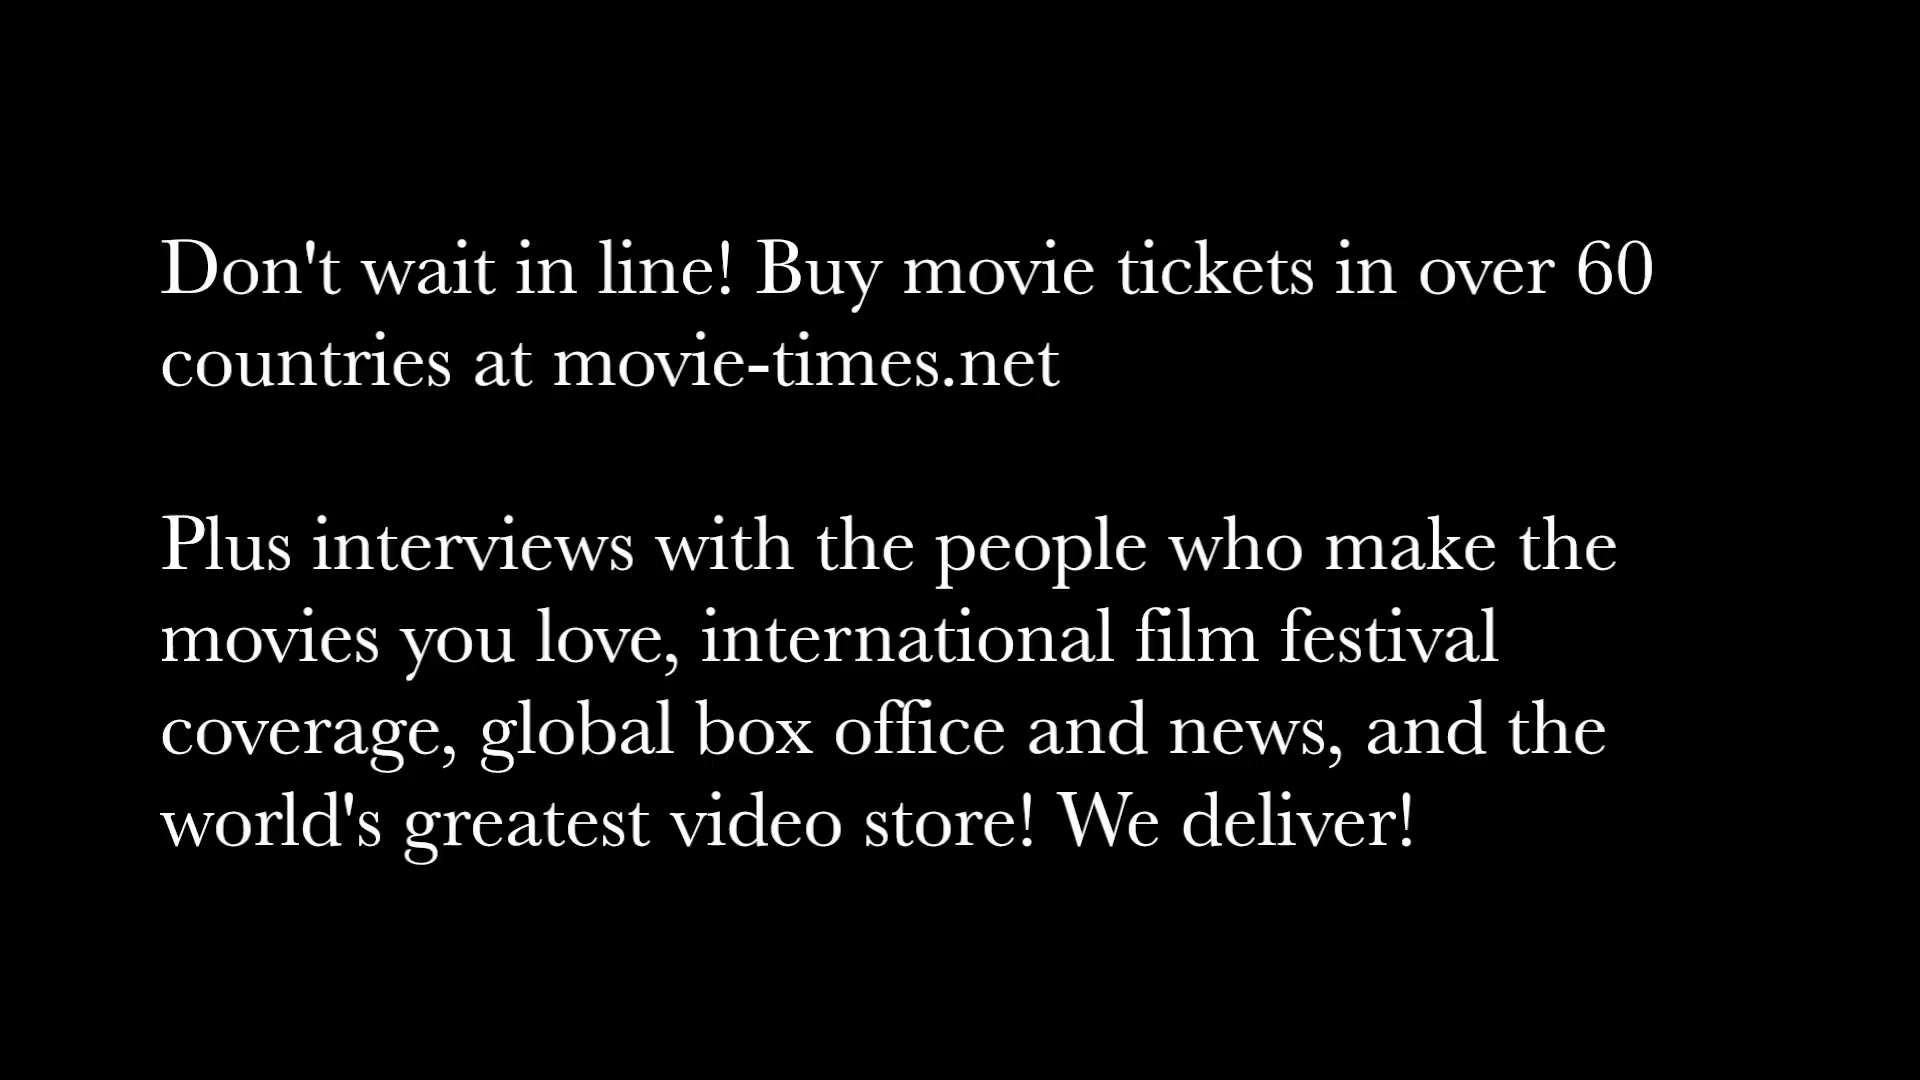 Don't wait in line! Buy movie tickets in over 60
countries at movie-times.net
Plus interviews with the people who make the
movies you love, international film festival
coverage, global box office and news, and the
world's greatest video store! We deliver!